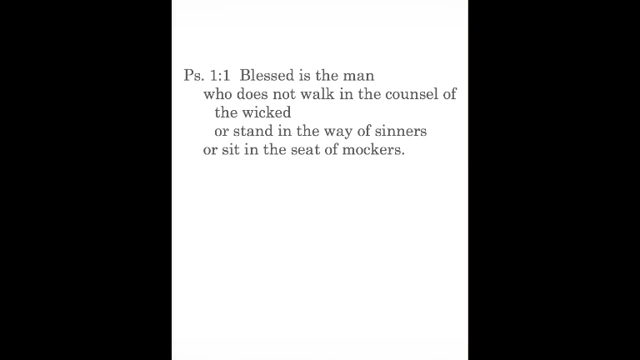 Ps. 1:1 Blessed is the man
who does not walk in the counsel of
the wicked
or stand in the way of sinners
or sit in the seat of mockers.